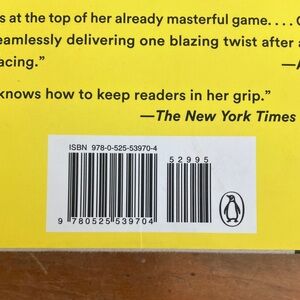 s at the top of her already masterful game. . . .
eamlessly delivering one blazing twist after
acing.”
knows how to keep readers in her grip.”
—The New York Times
ISBN 978-0-525-53970-4
52995
9 780525 539704